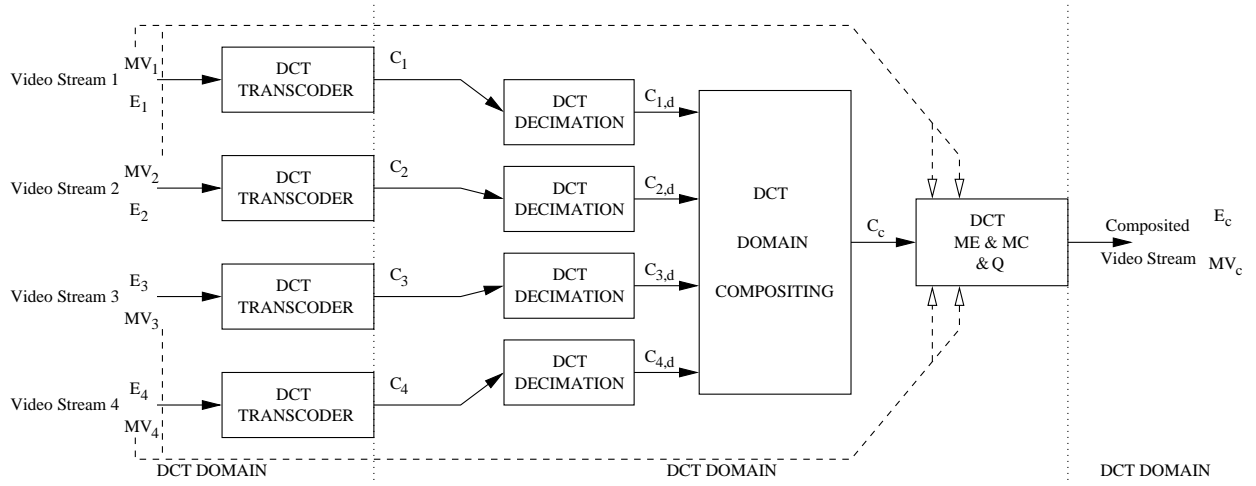 Video Stream 1
MV1
E1
DCT
TRANSCODER
C1
DCT
DECIMATION
C1,d
Video Stream 2
MV2
E2
DCT
TRANSCODER
C2
DCT
DECIMATION
C2,d
Video Stream 3
E3
MV3
DCT
TRANSCODER
C3
DCT
DECIMATION
C3,d
Video Stream 4
E4
MV4
DCT
TRANSCODER
C4
DCT
DECIMATION
C4,d
DCT
DOMAIN
COMPOSITING
Cc
DCT
ME & MC
& Q
Composited
Video Stream
Ec
MVc
DCT DOMAIN
DCT DOMAIN
DCT DOMAIN